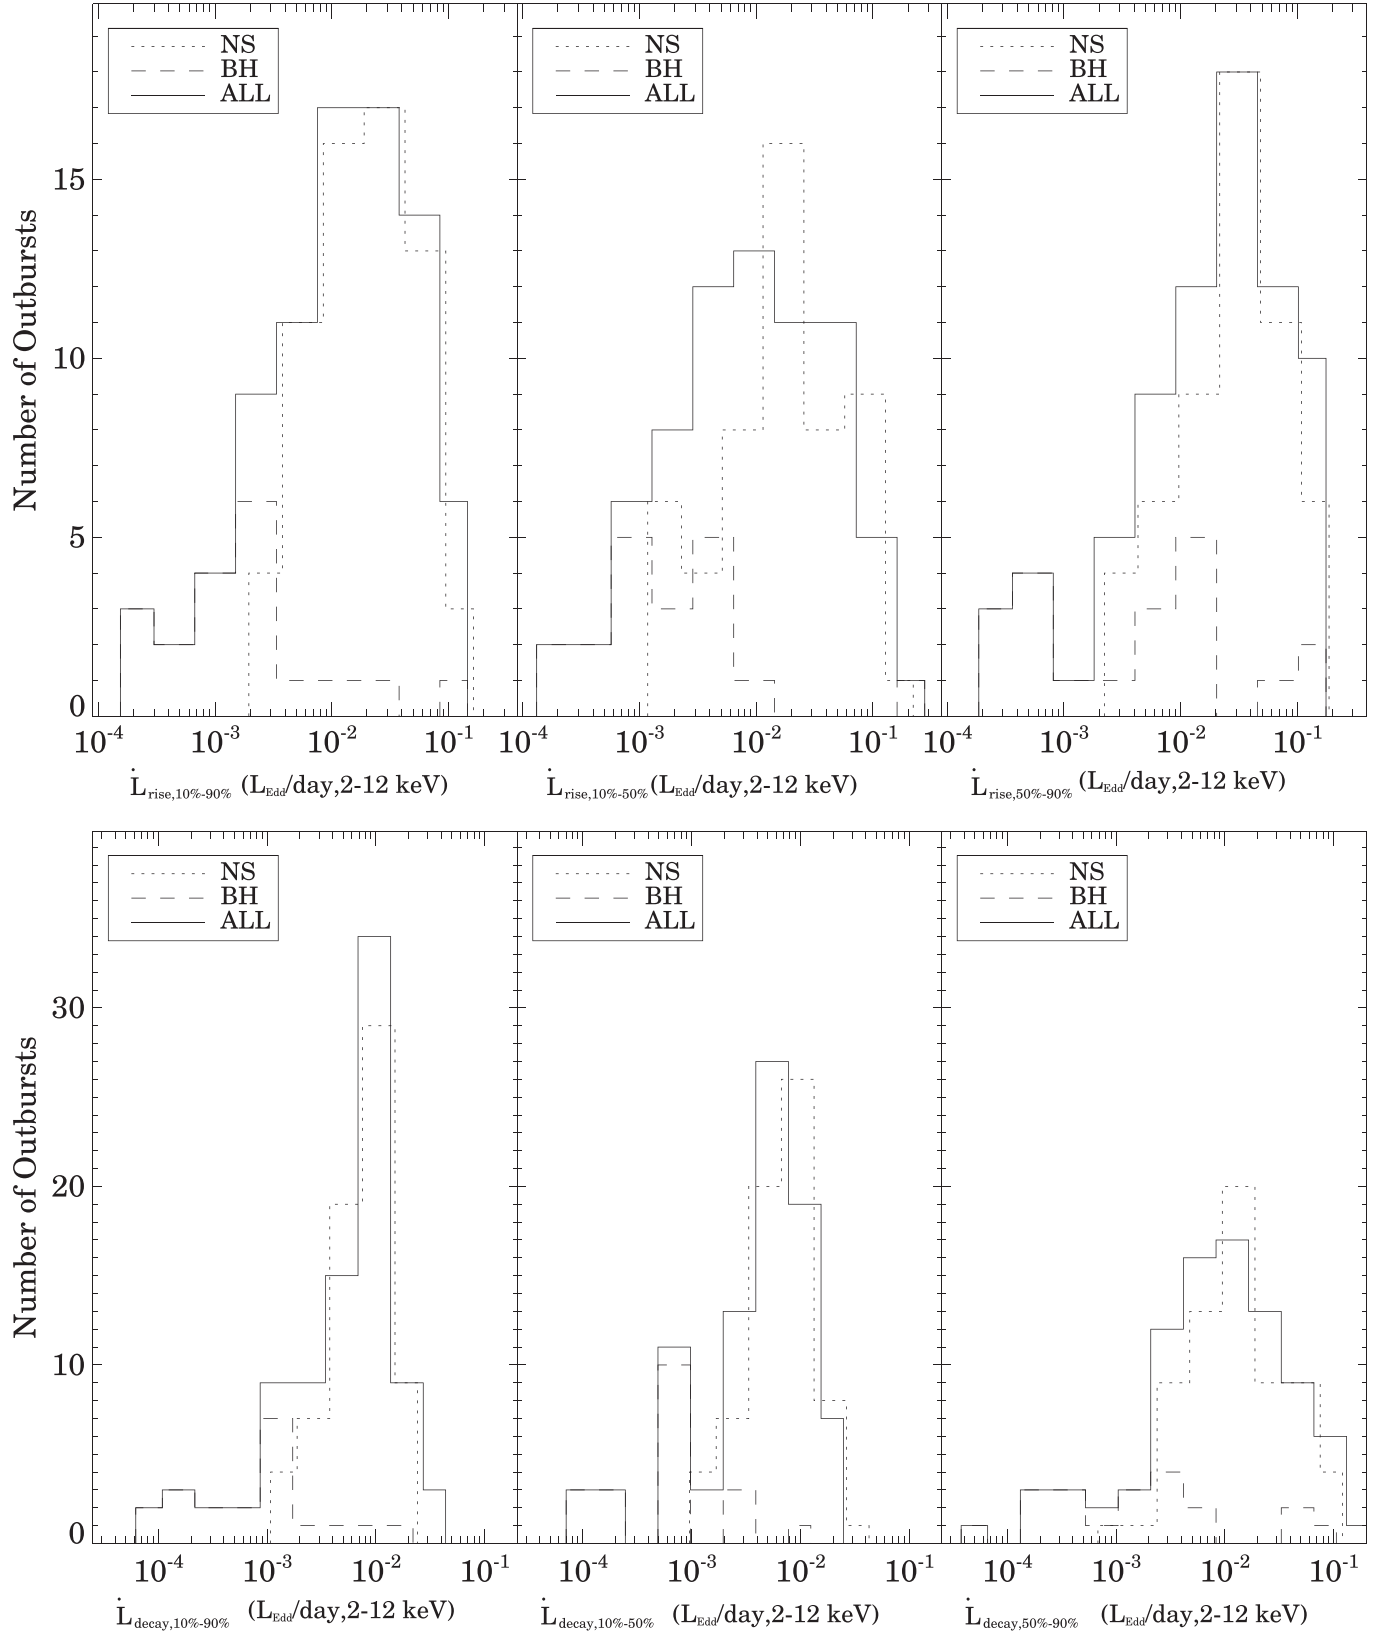 NS
BH
ALL
NS
BH
ALL
NS
BH
ALL
Number of Outbursts
15
10
5
0
10-4 10-3 10-2 10-1
10-4 10-3 10-2 10-1
10-4 10-3 10-2 10-1
L̇rise,10%-90% (LEdd/day,2-12 keV)
L̇rise,10%-50% (LEdd/day,2-12 keV)
L̇rise,50%-90% (LEdd/day,2-12 keV)
NS
BH
ALL
NS
BH
ALL
NS
BH
ALL
Number of Outbursts
30
20
10
0
10-4 10-3 10-2 10-1
10-4 10-3 10-2 10-1
10-4 10-3 10-2 10-1
L̇decay,10%-90% (LEdd/day,2-12 keV)
L̇decay,10%-50% (LEdd/day,2-12 keV)
L̇decay,50%-90% (LEdd/day,2-12 keV)